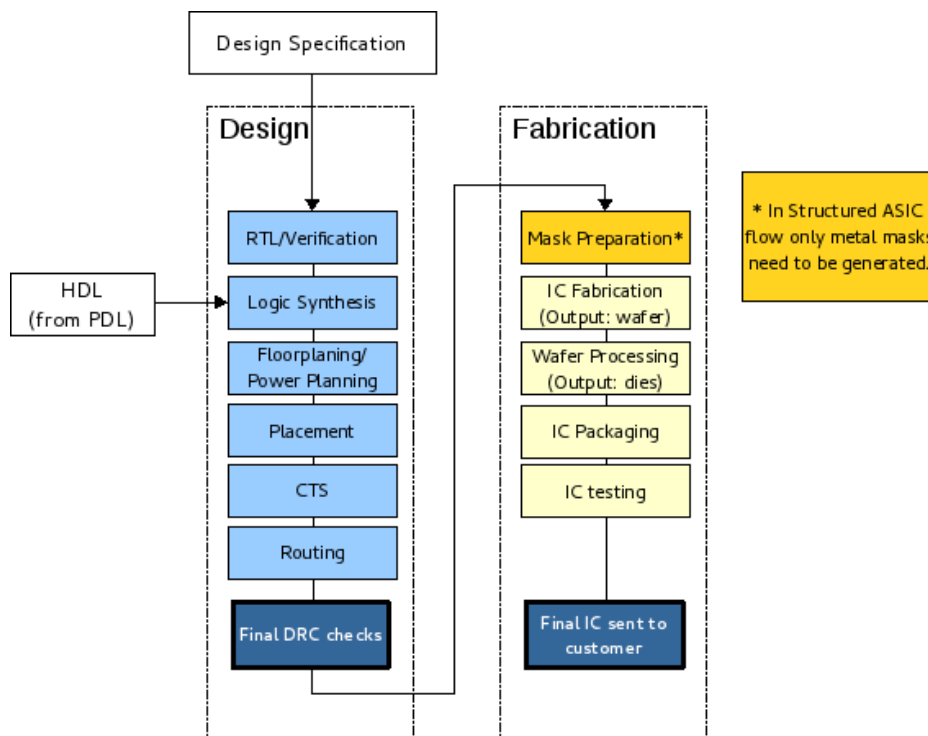 Design Specification
Design
RTL/Verification
HDL
(from PDL)
Logic Synthesis
Floorplaning/
Power Planning
Placement
CTS
Routing
Final DRC checks
Fabrication
Mask Preparation*
IC Fabrication
(Output: wafer)
Wafer Processing
(Output: dies)
IC Packaging
IC testing
Final IC sent to
customer
* In Structured ASIC
flow only metal masks
need to be generated.